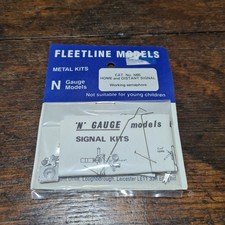 FLEETLINE MODELS
METAL KITS
N Gauge
Models
CAT. No.
HOME and DISTANT SIGNAL
Working semaphore
Not suitable for young children
'N' GAUGE models
SIGNAL KITS
Leicester